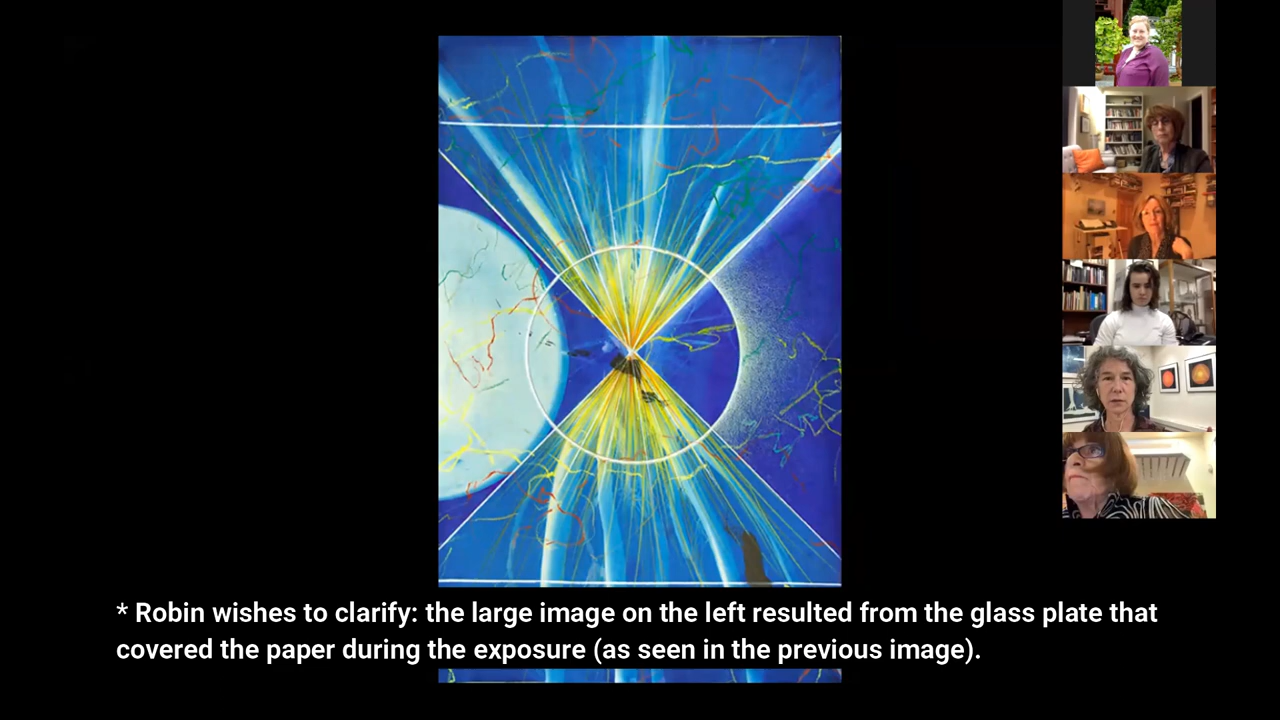 * Robin wishes to clarify: the large image on the left resulted from the glass plate that
covered the paper during the exposure (as seen in the previous image).